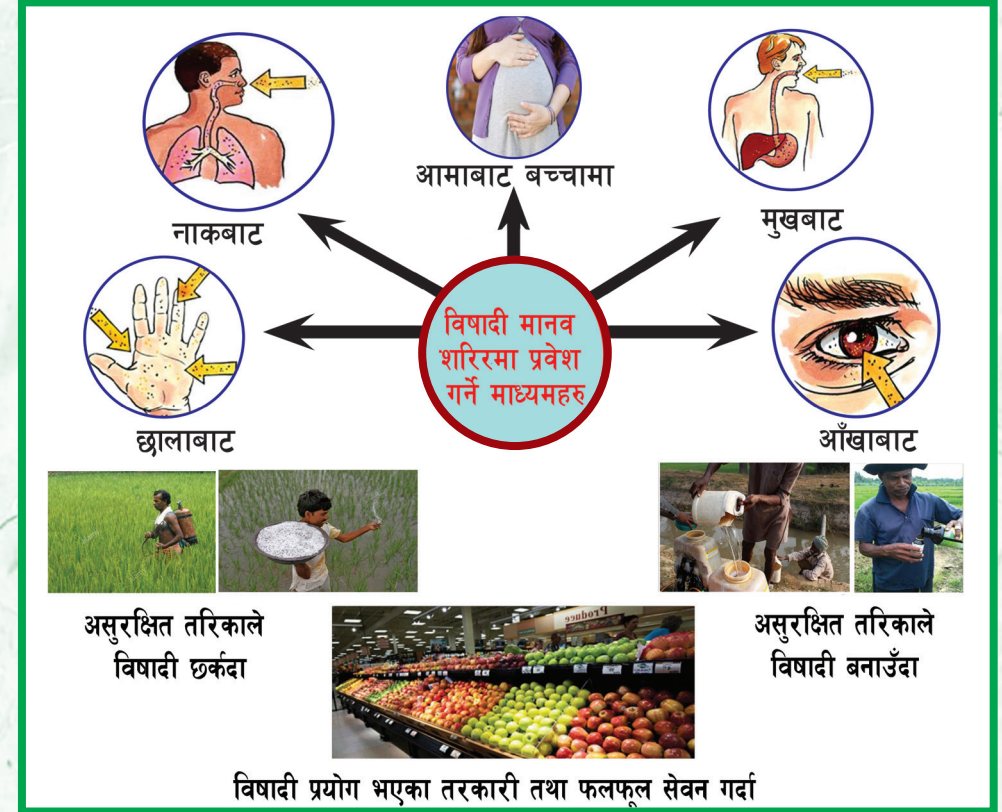 आमाबाट बच्चामा
नाकबाट
मुखबाट
विषादी मानव
शरिरमा प्रवेश
गर्ने माध्यमहरु
छालाबाट
आँखाबाट
असुरक्षित तरिकाले
विषादी छर्कदा
असुरक्षित तरिकाले
विषादी बनाउँदा
Produce
विषादी प्रयोग भएका तरकारी तथा फलफूल सेवन गर्दा